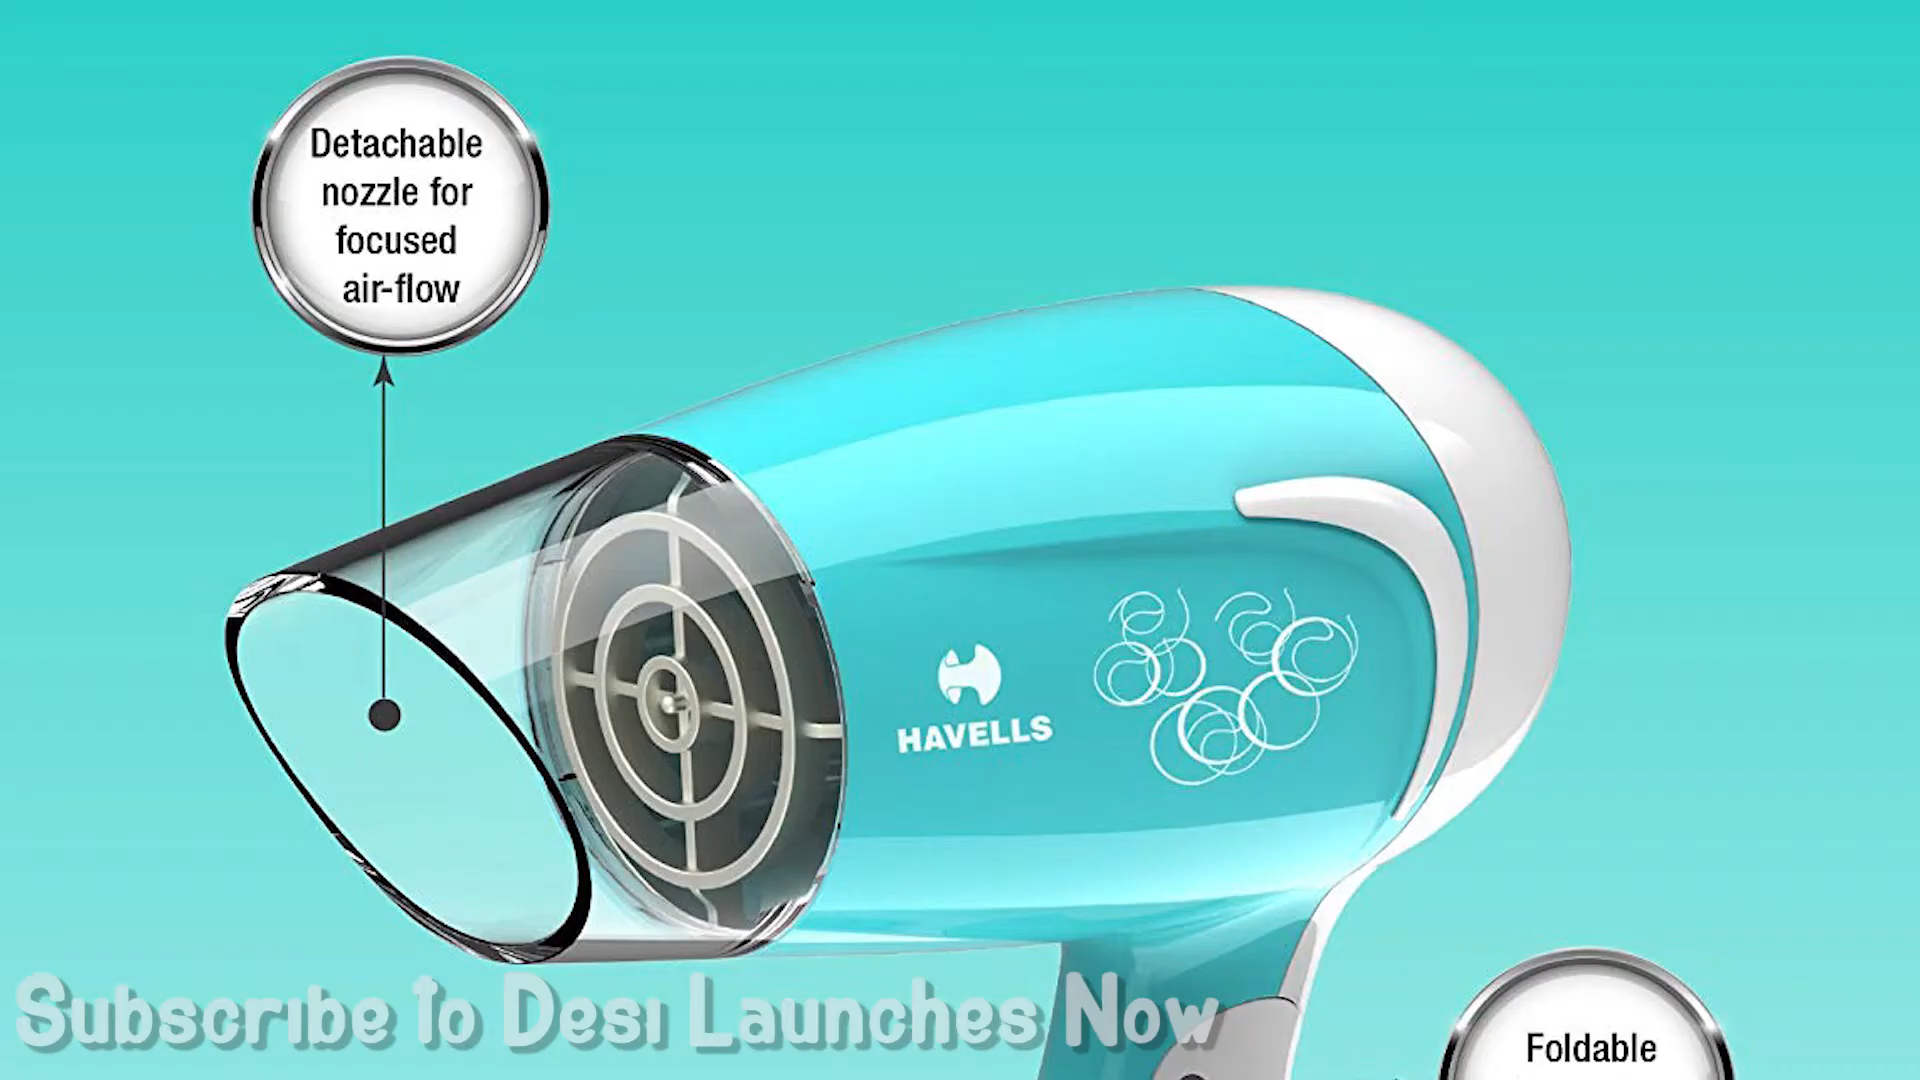 Detachable
nozzle for
focused
air-flow
HAVELLS
Subscribe To Desi Launches Now
Foldable